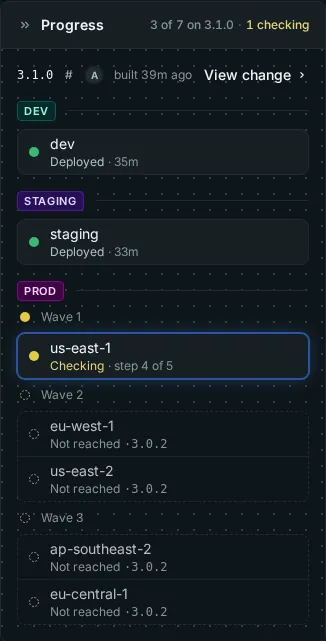 » Progress 3 of 7 on 3.1.0 · 1 checking
3.1.0 # A built 39m ago View change ›
DEV
dev
Deployed · 35m
STAGING
staging
Deployed · 33m
PROD
Wave 1
us-east-1
Checking · step 4 of 5
Wave 2
eu-west-1
Not reached ·3.0.2
us-east-2
Not reached ·3.0.2
Wave 3
ap-southeast-2
Not reached ·3.0.2
eu-central-1
Not reached ·3.0.2